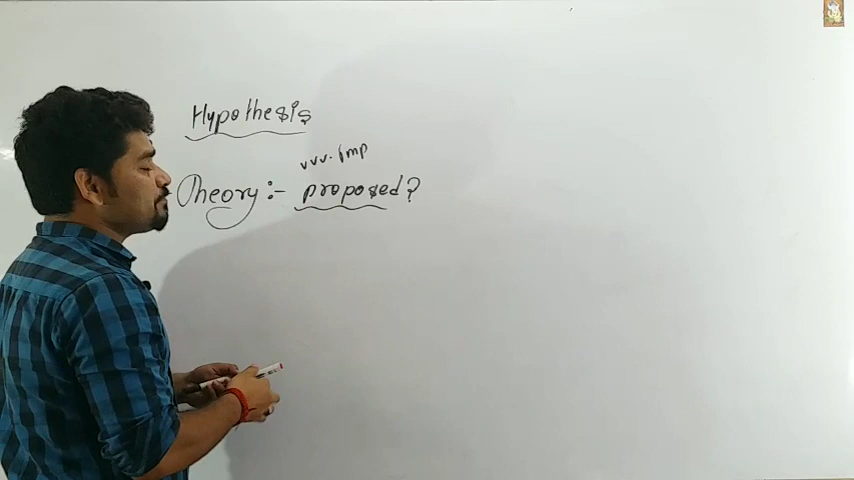 Hypothesis
vvv. Imp
Theory :- proposed?